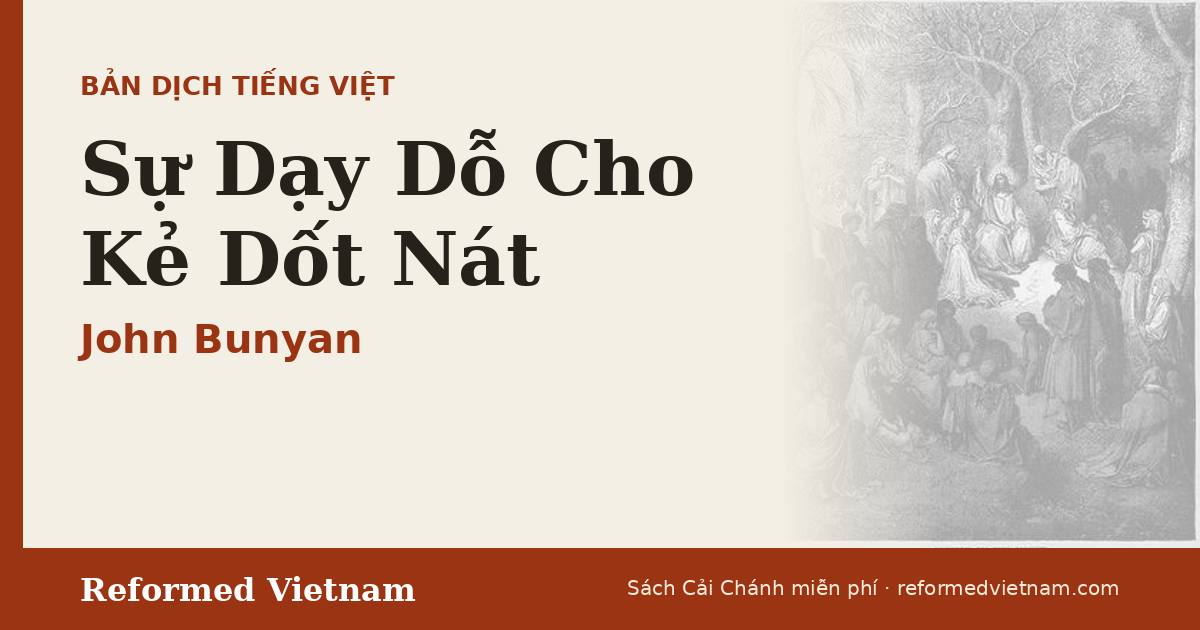 BẢN DỊCH TIẾNG VIỆT
Sự Dạy Dỗ Cho
Kẻ Dốt Nát
John Bunyan
Reformed Vietnam
Sách Cải Chánh miễn phí · reformedvietnam.com